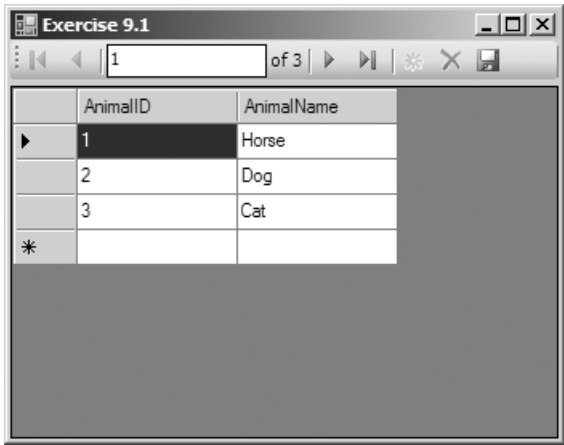 Exercise 9.1
1 of 3
AnimalID AnimalName
1 Horse
2 Dog
3 Cat